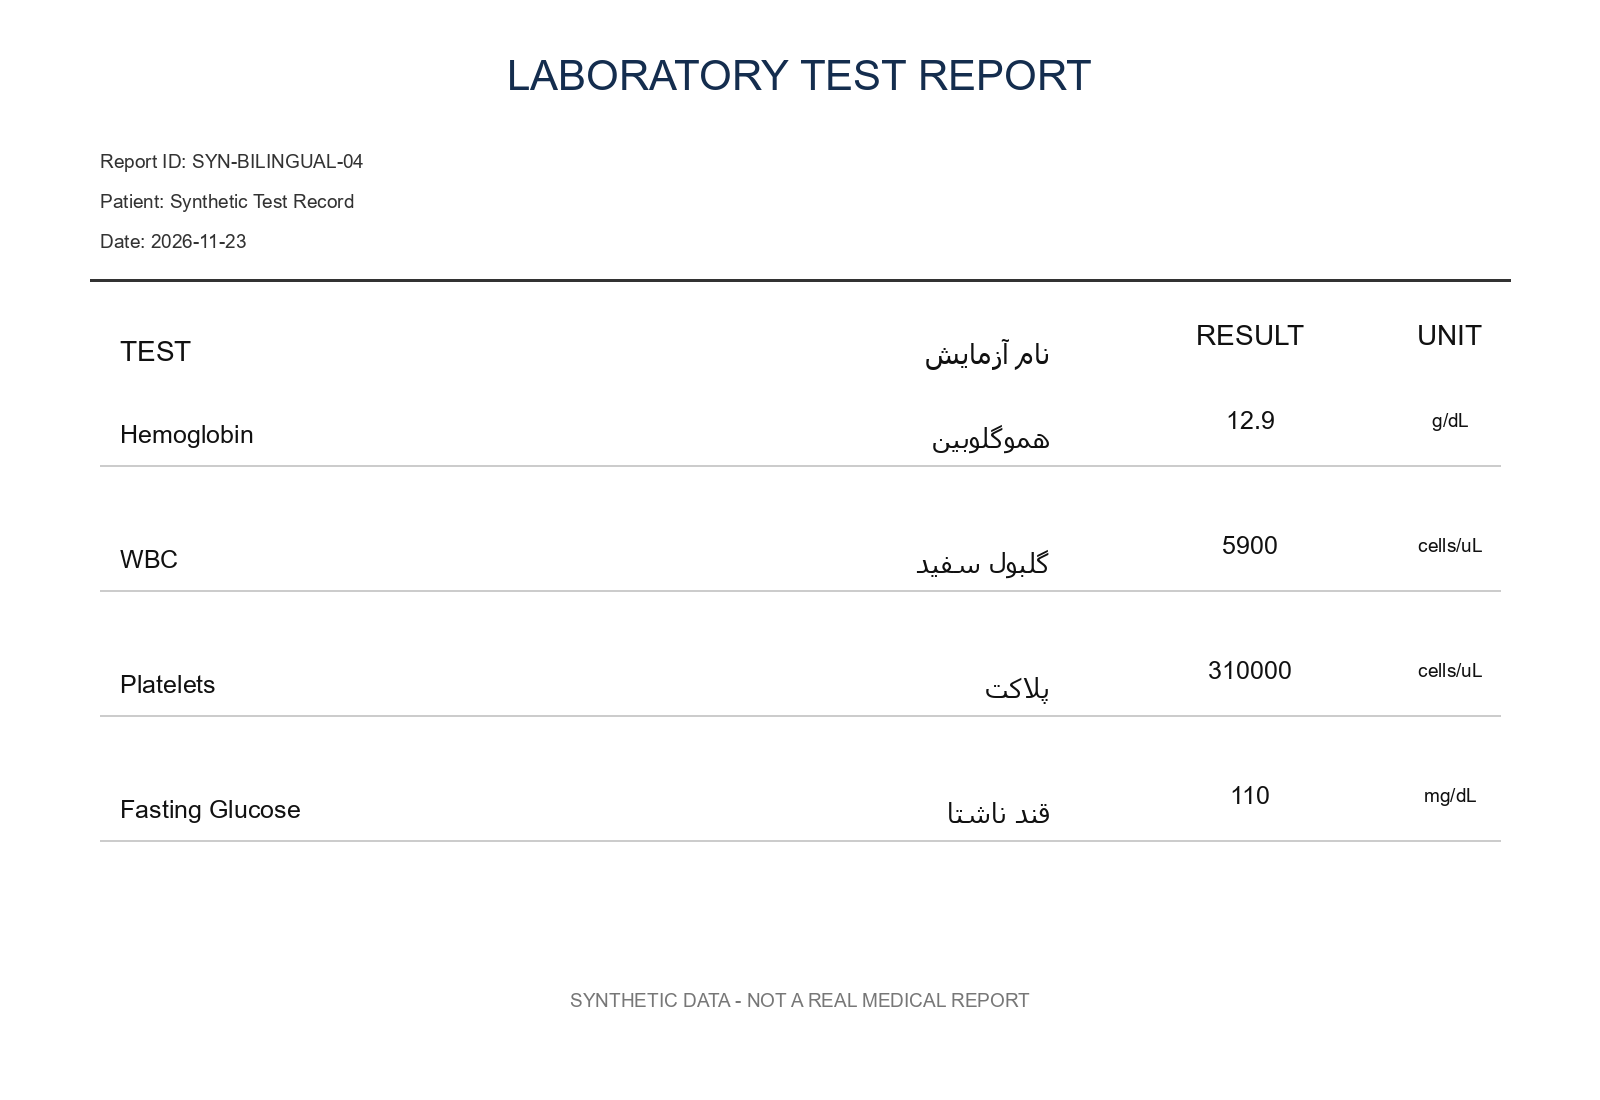 LABORATORY TEST REPORT
Report ID: SYN-BILINGUAL-04
Patient: Synthetic Test Record
Date: 2026-11-23
TEST نام آزمایش RESULT UNIT
Hemoglobin هموگلوبین 12.9 g/dL
WBC گلبول سفید 5900 cells/uL
Platelets پلاکت 310000 cells/uL
Fasting Glucose قند ناشتا 110 mg/dL
SYNTHETIC DATA - NOT A REAL MEDICAL REPORT